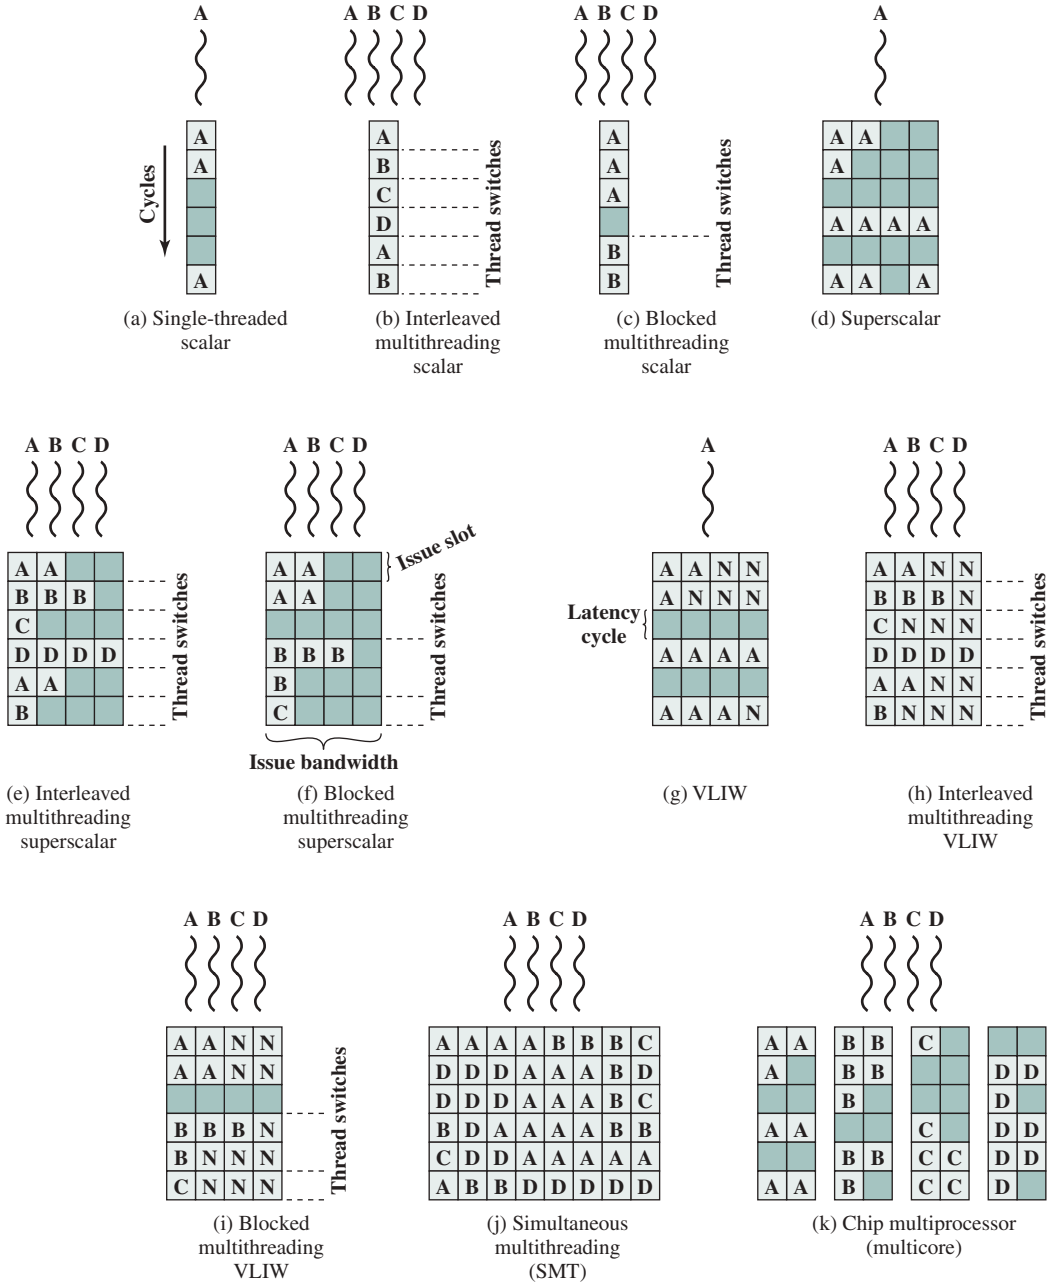 A
A B C D
A B C D
A
A
A
A
Cycles
A
B
C
D
A
B
Thread switches
A
A
A
B
B
Thread switches
A A
A
A A A A
A A A
(a) Single-threaded
scalar
(b) Interleaved
multithreading
scalar
(c) Blocked
multithreading
scalar
(d) Superscalar
A B C D
A B C D
A
A B C D
A A
B B B
C
D D D D
A A
B
Thread switches
A A
A A
B B B
B
C
Issue slot
Thread switches
Issue bandwidth
Latency
cycle
A A N N
A N N N
A A A A
A A A N
A A N N
B B B N
C N N N
D D D D
A A N N
B N N N
Thread switches
(e) Interleaved
multithreading
superscalar
(f) Blocked
multithreading
superscalar
(g) VLIW
(h) Interleaved
multithreading
VLIW
A B C D
A B C D
A B C D
A A N N
A A N N
B B B N
B N N N
C N N N
Thread switches
A A A A B B B C
D D D A A A B D
D D D A A A B C
B D A A A A B B
C D D A A A A A
A B B D D D D D
A A
A
A A
A A
B B
B B
B
B B
B
C
C
C C
C C
D D
D
D D
D D
D
(i) Blocked
multithreading
VLIW
(j) Simultaneous
multithreading
(SMT)
(k) Chip multiprocessor
(multicore)